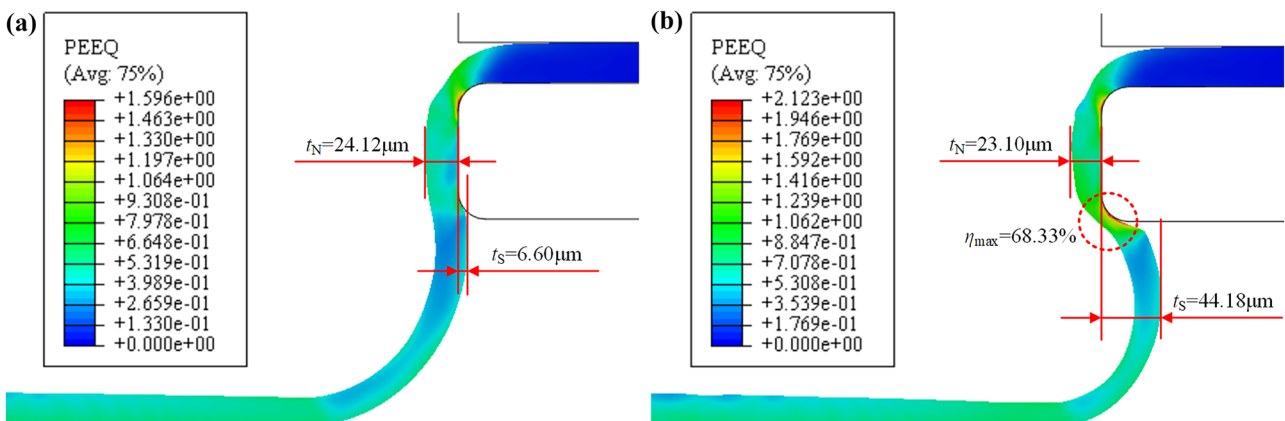 (a)
PEEQ
(Avg: 75%)
+1.596e+00
+1.463e+00
+1.330e+00
+1.197e+00
+1.064e+00
+9.308e-01
+7.978e-01
+6.648e-01
+5.319e-01
+3.989e-01
+2.659e-01
+1.330e-01
+0.000e+00
tN=24.12μm
tS=6.60μm
(b)
PEEQ
(Avg: 75%)
+2.123e+00
+1.946e+00
+1.769e+00
+1.592e+00
+1.416e+00
+1.239e+00
+1.062e+00
+8.847e-01
+7.078e-01
+5.308e-01
+3.539e-01
+1.769e-01
+0.000e+00
tN=23.10μm
ηmax=68.33%
tS=44.18μm